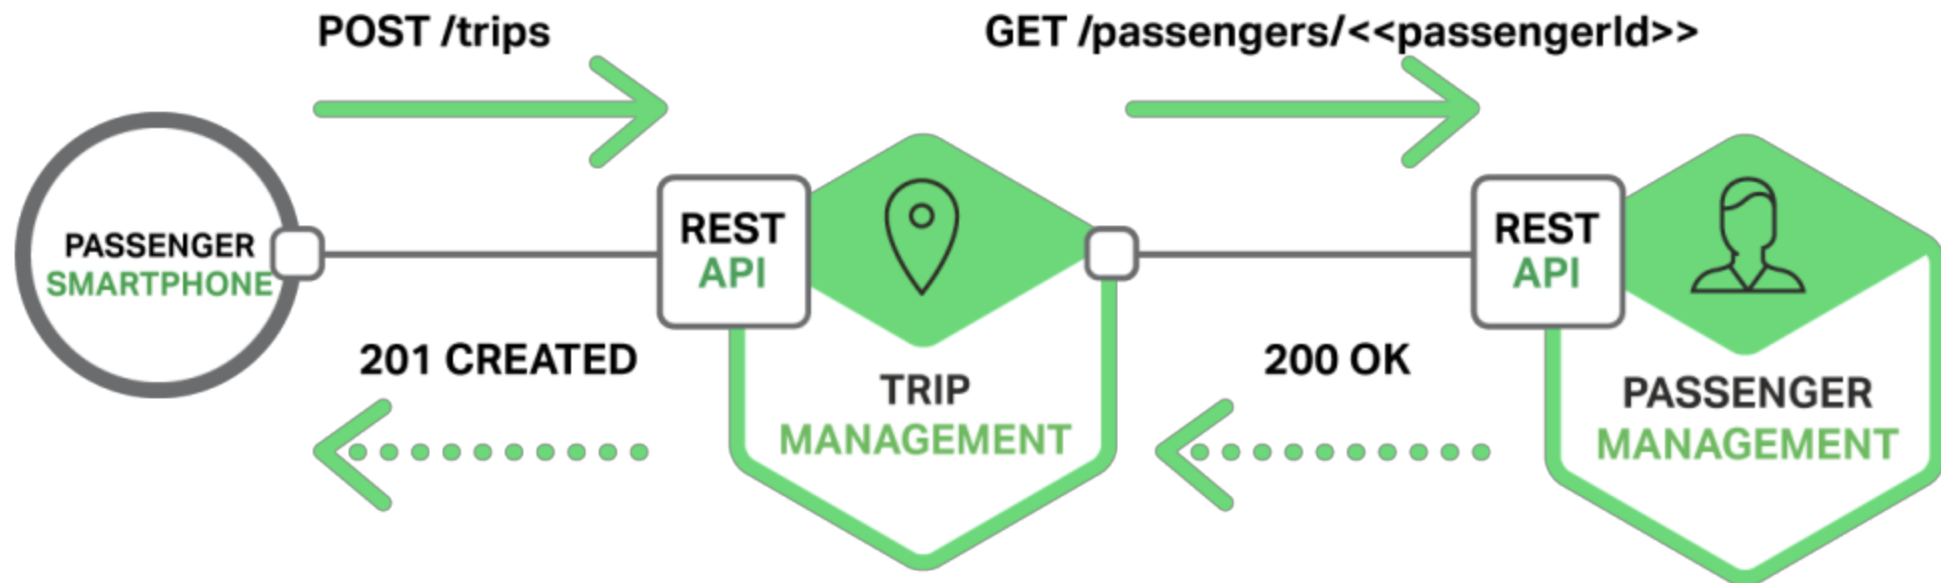 POST /trips
GET /passengers/<<passengerId>>
PASSENGER
SMARTPHONE
REST
API
REST
API
201 CREATED
TRIP
MANAGEMENT
200 OK
PASSENGER
MANAGEMENT